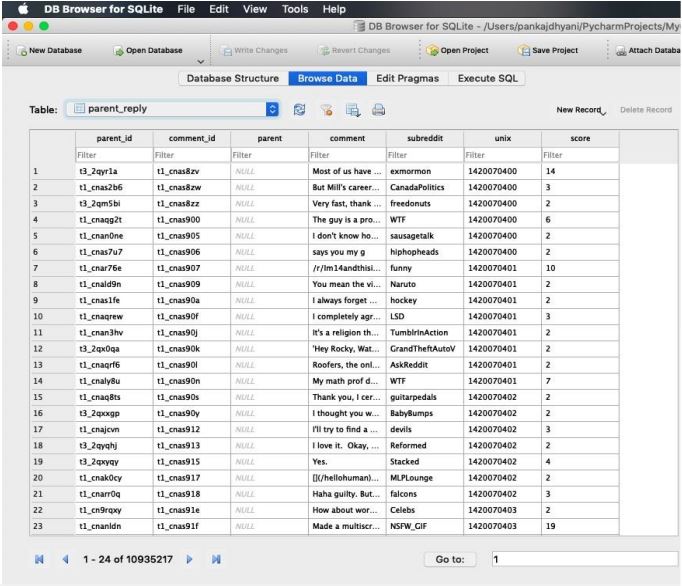 DB Browser for SQLite File Edit View Tools Help
DB Browser for SQLite - /Users/pankajdhyani/PycharmProjects/My
New Database Open Database Write Changes Revert Changes Open Project Save Project Attach Databa
Database Structure Browse Data Edit Pragmas Execute SQL
Table: parent_reply New Record Delete Record
parent_id comment_id parent comment subreddit unix score
Filter Filter Filter Filter Filter Filter Filter
1 t3_2qyr1a t1_cnas8zv NULL Most of us have ... exmormon 1420070400 14
2 t1_cnas2b6 t1_cnas8zw NULL But Mill's career... CanadaPolitics 1420070400 3
3 t3_2qm5bi t1_cnas8zz NULL Very fast, thank ... freedonuts 1420070400 2
4 t1_cnaqg2t t1_cnas900 NULL The guy is a pro... WTF 1420070400 6
5 t1_cnan0ne t1_cnas905 NULL I don't know ho... sausagetalk 1420070400 2
6 t1_cnas7u7 t1_cnas906 NULL says you my g hiphopheads 1420070400 2
7 t1_cnar76e t1_cnas907 NULL /r/Im14andthisi... funny 1420070401 10
8 t1_cnald9n t1_cnas909 NULL You mean the vi... Naruto 1420070401 2
9 t1_cnas1fe t1_cnas90a NULL I always forget ... hockey 1420070401 2
10 t1_cnaqrew t1_cnas90f NULL I completely agr... LSD 1420070401 3
11 t1_cnan3hv t1_cnas90j NULL It's a religion th... TumblrInAction 1420070401 2
12 t3_2qx0qa t1_cnas90k NULL 'Hey Rocky, Wat... GrandTheftAutoV 1420070401 2
13 t1_cnaqrf6 t1_cnas90l NULL Roofers, the onl... AskReddit 1420070401 2
14 t1_cnaly8u t1_cnas90n NULL My math prof d... WTF 1420070401 7
15 t1_cnaq8ts t1_cnas90s NULL Thank you, I cer... guitarpedals 1420070402 2
16 t3_2qxxgp t1_cnas90y NULL I thought you w... BabyBumps 1420070402 2
17 t1_cnajcvn t1_cnas912 NULL I'll try to find a ... devils 1420070402 3
18 t3_2qyqhj t1_cnas913 NULL I love it. Okay, ... Reformed 1420070402 2
19 t3_2qxyqy t1_cnas915 NULL Yes. Stacked 1420070402 4
20 t1_cnak0cy t1_cnas917 NULL [](/hellohuman)... MLPLounge 1420070402 2
21 t1_cnarr0q t1_cnas918 NULL Haha guilty. But... falcons 1420070402 3
22 t1_cn9rqxy t1_cnas91e NULL How about wor... Celebs 1420070403 2
23 t1_cnanldn t1_cnas91f NULL Made a multiscr... NSFW_GIF 1420070403 19
1 - 24 of 10935217 Go to: 1